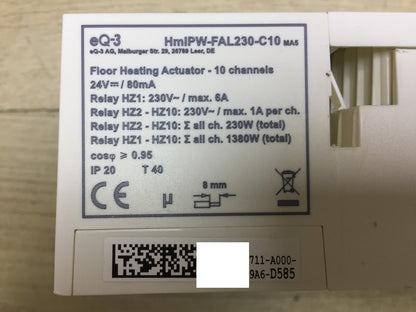 eQ-3 HmIPW-FAL230-C10 MA5
eQ-3 AG, Maiburger Str. 29, 26789 Leer, DE
Floor Heating Actuator - 10 channels
24V⎓ / 80mA
Relay HZ1: 230V~ / max. 6A
Relay HZ2 - HZ10: 230V~ / max. 1A per ch.
Relay HZ2 - HZ10: Σ all ch. 230W (total)
Relay HZ1 - HZ10: Σ all ch. 1380W (total)
cosφ ⩾ 0.95
IP 20 T 40
8 mm
CE μ
711-A000-
9A6-D585